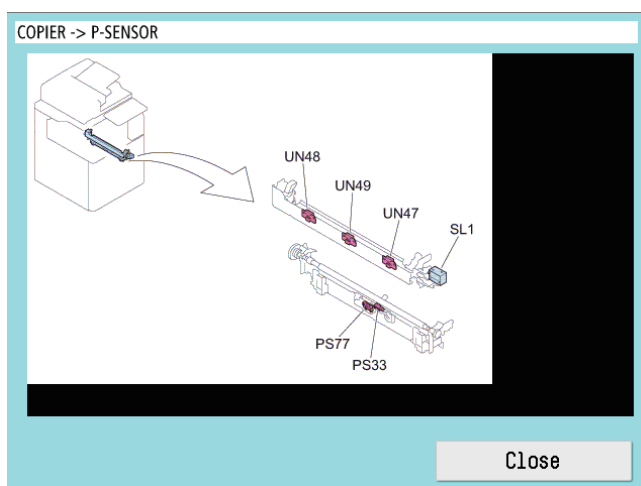 COPIER -> P-SENSOR
UN48
UN49
UN47
SL1
PS77
PS33
Close